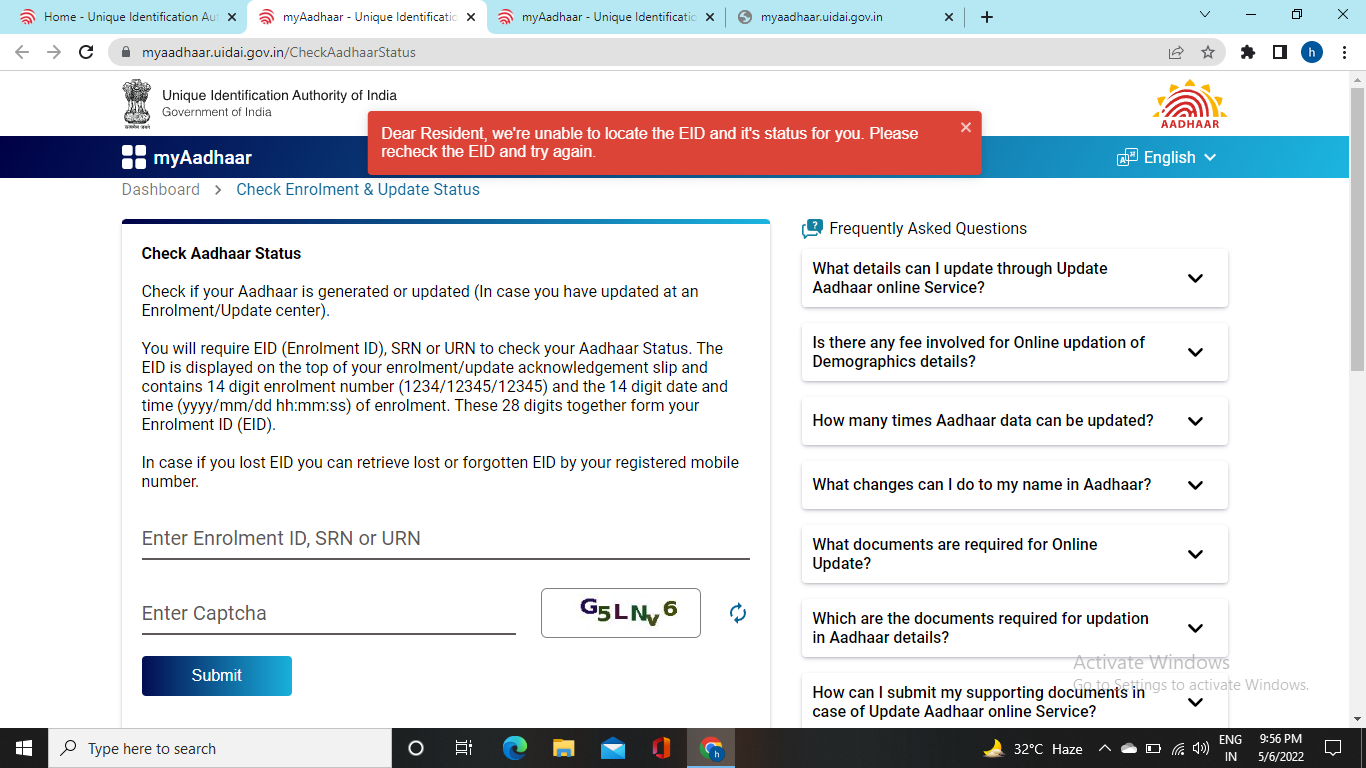 Home - Unique Identification Aut
myAadhaar - Unique Identificatio
myAadhaar - Unique Identificatio
myaadhaar.uidai.gov.in
myaadhaar.uidai.gov.in/CheckAadhaarStatus
h
Unique Identification Authority of India
Government of India
AADHAAR
Dear Resident, we're unable to locate the EID and it's status for you. Please
recheck the EID and try again.
myAadhaar
English
Dashboard > Check Enrolment & Update Status
Check Aadhaar Status
Check if your Aadhaar is generated or updated (In case you have updated at an
Enrolment/Update center).
You will require EID (Enrolment ID), SRN or URN to check your Aadhaar Status. The
EID is displayed on the top of your enrolment/update acknowledgement slip and
contains 14 digit enrolment number (1234/12345/12345) and the 14 digit date and
time (yyyy/mm/dd hh:mm:ss) of enrolment. These 28 digits together form your
Enrolment ID (EID).
In case if you lost EID you can retrieve lost or forgotten EID by your registered mobile
number.
Enter Enrolment ID, SRN or URN
Enter Captcha
G5LNv6
Submit
Frequently Asked Questions
What details can I update through Update
Aadhaar online Service?
Is there any fee involved for Online updation of
Demographics details?
How many times Aadhaar data can be updated?
What changes can I do to my name in Aadhaar?
What documents are required for Online
Update?
Which are the documents required for updation
in Aadhaar details?
How can I submit my supporting documents in
case of Update Aadhaar online Service?
Activate Windows
Go to Settings to activate Windows.
Type here to search
32°C Haze
ENG
IN
9:56 PM
5/6/2022